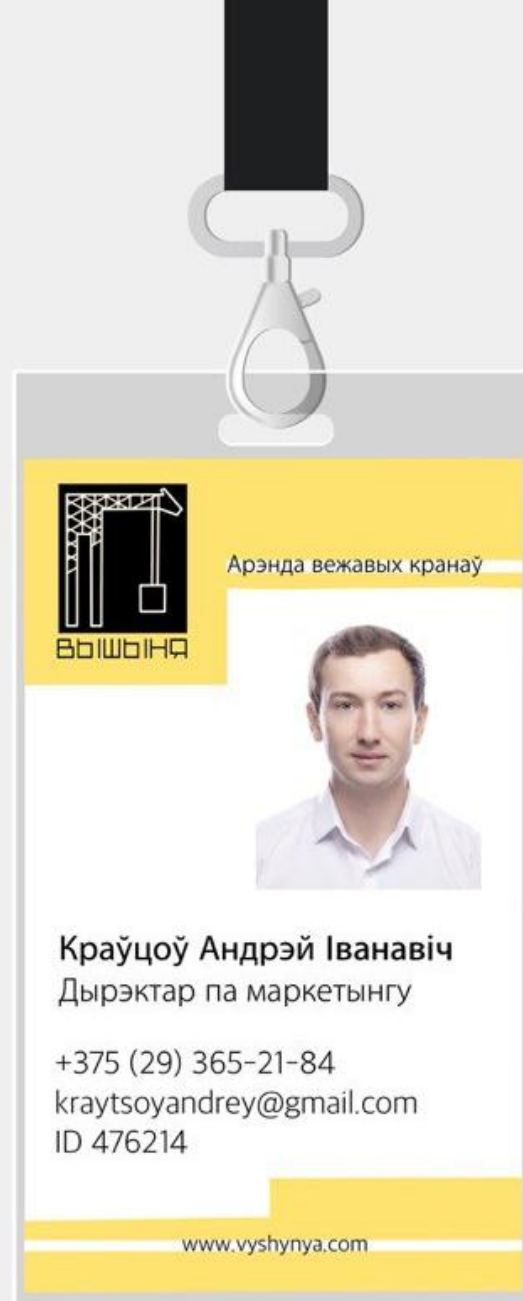 Арэнда вежавых кранаў
ВЫШЫНЯ
Краўцоў Андрэй Іванавіч
Дырэктар па маркетынгу
+375 (29) 365-21-84
kraytsoyandrey@gmail.com
ID 476214
www.vyshynya.com